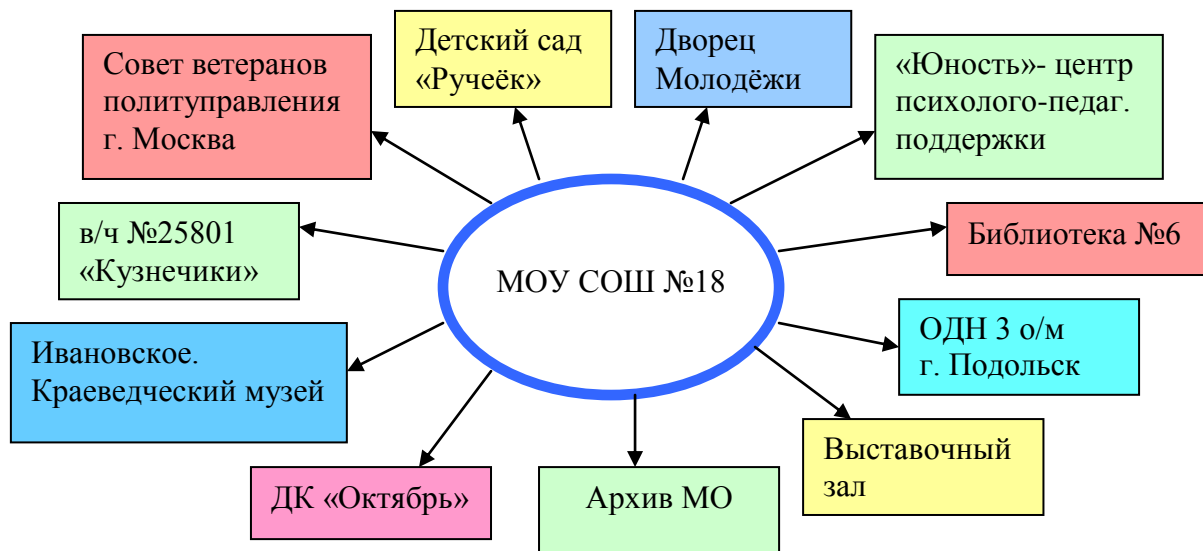 Совет ветеранов
политуправления
г. Москва
Детский сад
«Ручеёк»
Дворец
Молодёжи
«Юность»- центр
психолого-педаг.
поддержки
в/ч №25801
«Кузнечики»
МОУ СОШ №18
Библиотека №6
Ивановское.
Краеведческий музей
ОДН 3 о/м
г. Подольск
ДК «Октябрь»
Архив МО
Выставочный
зал